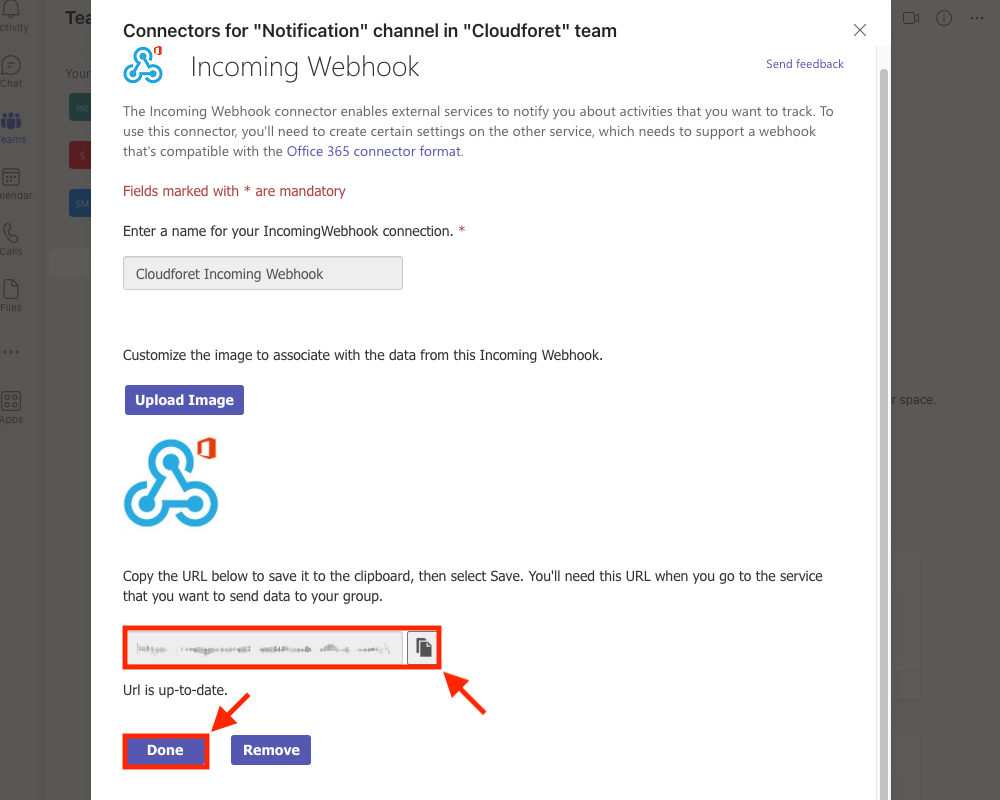 Connectors for "Notification" channel in "Cloudforet" team
Incoming Webhook
Send feedback
The Incoming Webhook connector enables external services to notify you about activities that you want to track. To
use this connector, you'll need to create certain settings on the other service, which needs to support a webhook
that's compatible with the Office 365 connector format.
Fields marked with * are mandatory
Enter a name for your IncomingWebhook connection. *
Cloudforet Incoming Webhook
Customize the image to associate with the data from this Incoming Webhook.
Upload Image
Copy the URL below to save it to the clipboard, then select Save. You'll need this URL when you go to the service
that you want to send data to your group.
Url is up-to-date.
Done
Remove
Chat
Calls
Files
Apps
Your
S
SM
space.